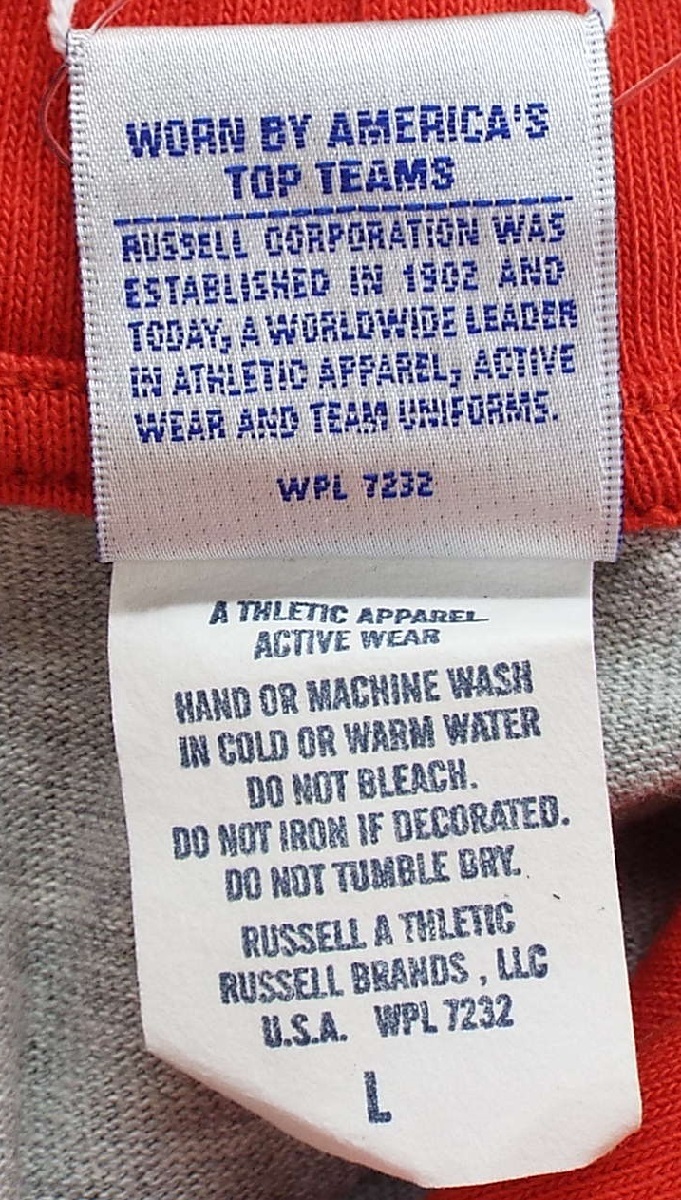 WORN BY AMERICA'S
TOP TEAMS
RUSSELL CORPORATION WAS
ESTABLISHED IN 1902 AND
TODAY, A WORLDWIDE LEADER
IN ATHLETIC APPAREL, ACTIVE
WEAR AND TEAM UNIFORMS.
WPL 7232
A THLETIC APPAREL
ACTIVE WEAR
HAND OR MACHINE WASH
IN COLD OR WARM WATER
DO NOT BLEACH.
DO NOT IRON IF DECORATED.
DO NOT TUMBLE DRY.
RUSSELL A THLETIC
RUSSELL BRANDS , LLC
U.S.A. WPL 7232
L